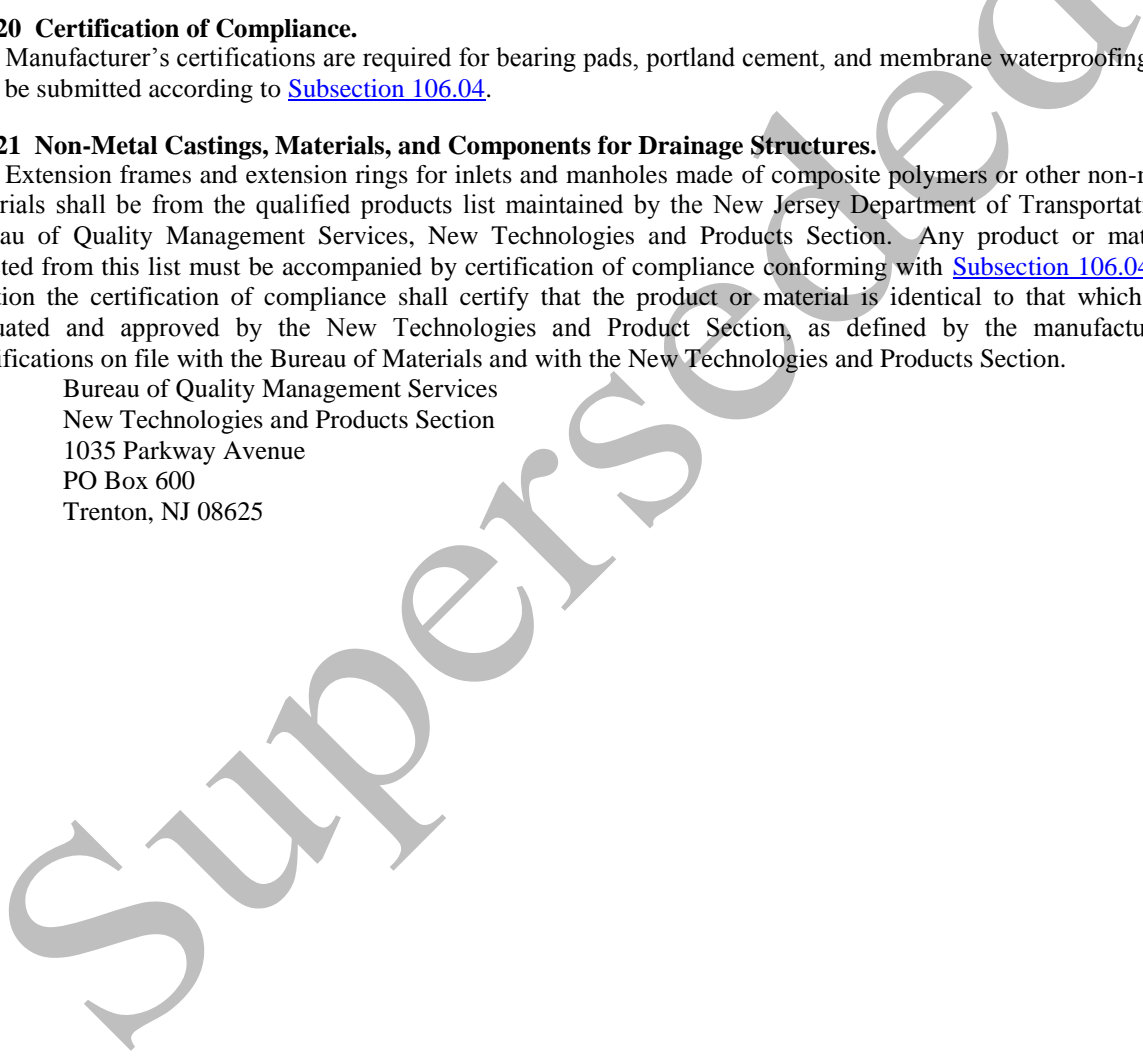 20 Certification of Compliance.
Manufacturer’s certifications are required for bearing pads, portland cement, and membrane waterproofing
be submitted according to Subsection 106.04.
21 Non-Metal Castings, Materials, and Components for Drainage Structures.
Extension frames and extension rings for inlets and manholes made of composite polymers or other non-
rials shall be from the qualified products list maintained by the New Jersey Department of Transportati
au of Quality Management Services, New Technologies and Products Section. Any product or mat
ted from this list must be accompanied by certification of compliance conforming with Subsection 106.04
tion the certification of compliance shall certify that the product or material is identical to that which
uated and approved by the New Technologies and Product Section, as defined by the manufactu
ifications on file with the Bureau of Materials and with the New Technologies and Products Section.
Bureau of Quality Management Services
New Technologies and Products Section
1035 Parkway Avenue
PO Box 600
Trenton, NJ 08625
Superseded